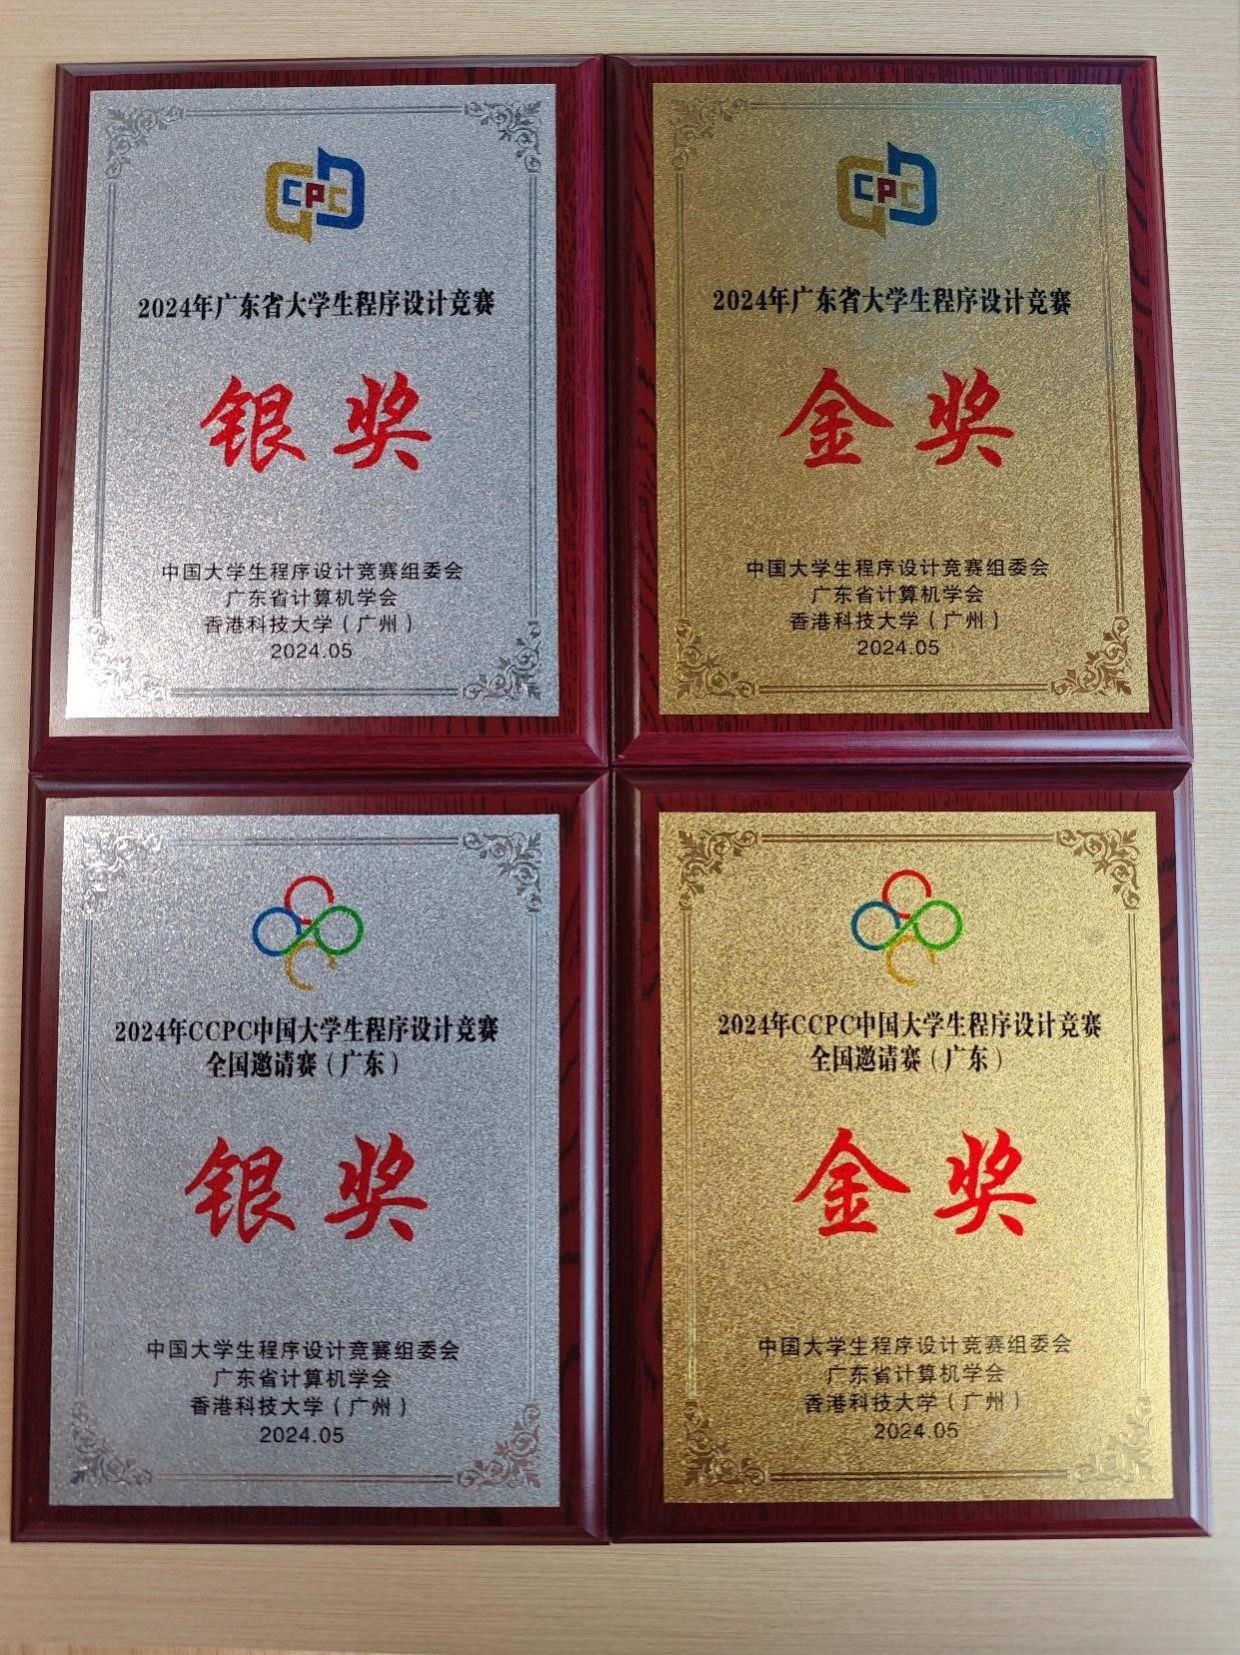 CPC
2024年广东省大学生程序设计竞赛
银奖
中国大学生程序设计竞赛组委会
广东省计算机学会
香港科技大学（广州）
2024.05
CPC
2024年广东省大学生程序设计竞赛
金奖
中国大学生程序设计竞赛组委会
广东省计算机学会
香港科技大学（广州）
2024.05
2024年CCPC中国大学生程序设计竞赛
全国邀请赛（广东）
银奖
中国大学生程序设计竞赛组委会
广东省计算机学会
香港科技大学（广州）
2024.05
2024年CCPC中国大学生程序设计竞赛
全国邀请赛（广东）
金奖
中国大学生程序设计竞赛组委会
广东省计算机学会
香港科技大学（广州）
2024.05